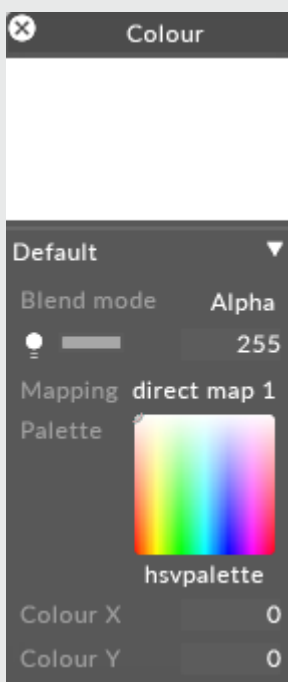 Colour
Default
Blend mode Alpha
255
Mapping direct map 1
Palette
hsvpalette
Colour X 0
Colour Y 0